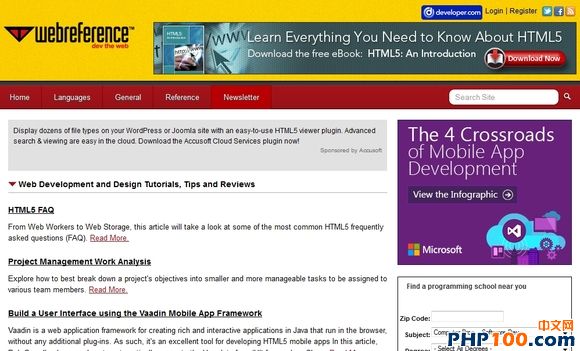 developer.com Login | Register
webreference™
dev the web
Learn Everything You Need to Know About HTML5
Download the free eBook: HTML5: An Introduction
Download Now
Home Languages General Reference Newsletter
Search Site
Display dozens of file types on your WordPress or Joomla site with an easy-to-use HTML5 viewer plugin. Advanced
search & viewing are easy in the cloud. Download the Accusoft Cloud Services plugin now!
Sponsored by Accusoft
Web Development and Design Tutorials, Tips and Reviews
HTML5 FAQ
From Web Workers to Web Storage, this article will take a look at some of the most common HTML5 frequently
asked questions (FAQ). Read More.
Project Management Work Analysis
Explore how to best break down a project's objectives into smaller and more manageable tasks to be assigned to
various team members. Read More.
Build a User Interface using the Vaadin Mobile App Framework
Vaadin is a web application framework for creating rich and interactive applications in Java that run in the browser,
without any additional plug-ins. As such, it's an excellent tool for developing HTML5 mobile apps In this article,
The 4 Crossroads
of Mobile App
Development
View the Infographic
Microsoft
Find a programming school near you
Zip Code:
Subject:
Degree:
中文网
PHP100.com